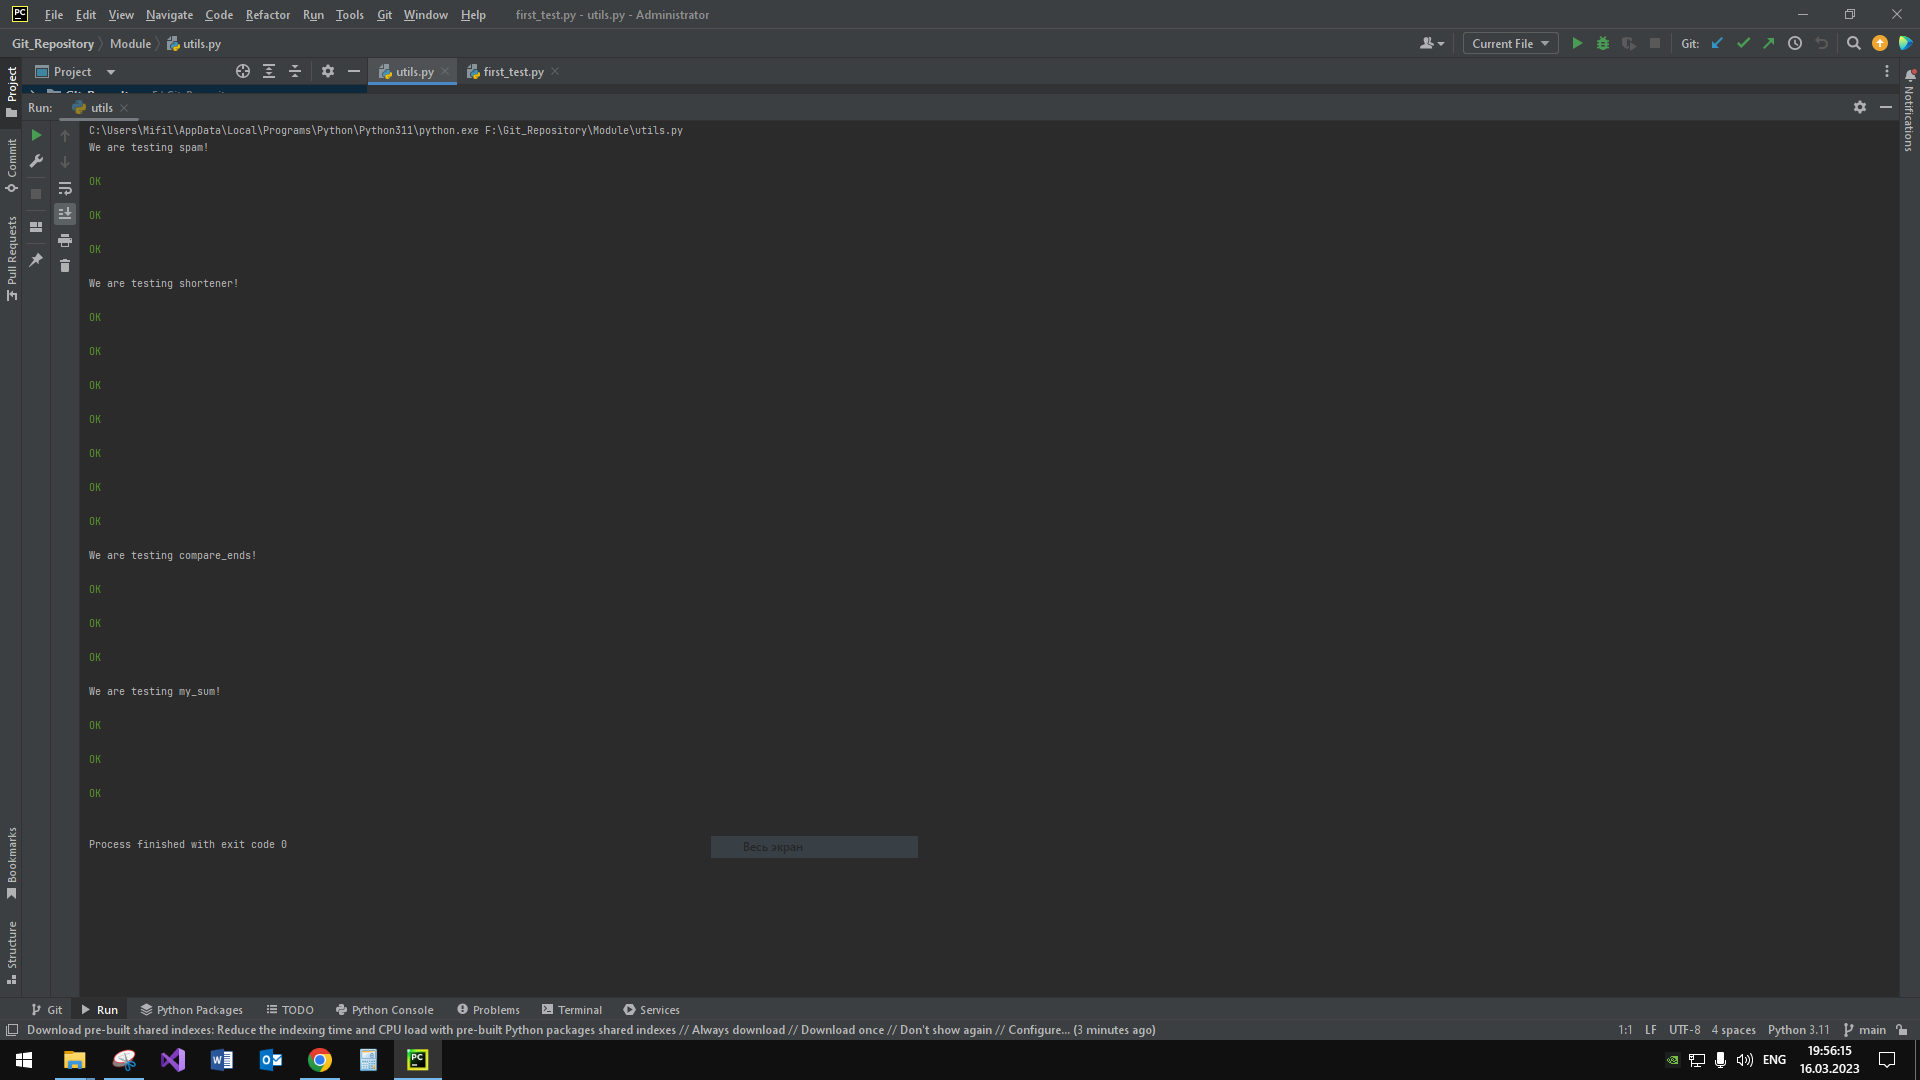 File Edit View Navigate Code Refactor Run Tools Git Window Help first_test.py - utils.py - Administrator
Git_Repository Module utils.py Current File Git:
Project utils.py first_test.py
Run: utils
C:\Users\Mifil\AppData\Local\Programs\Python\Python311\python.exe F:\Git_Repository\Module\utils.py
We are testing spam!
OK
OK
OK
We are testing shortener!
OK
OK
OK
OK
OK
OK
OK
We are testing compare_ends!
OK
OK
OK
We are testing my_sum!
OK
OK
OK
Process finished with exit code 0
Весь экран
Project
Commit
Pull Requests
Bookmarks
Structure
Notifications
Git Run Python Packages TODO Python Console Problems Terminal Services
Download pre-built shared indexes: Reduce the indexing time and CPU load with pre-built Python packages shared indexes // Always download // Download once // Don't show again // Configure... (3 minutes ago) 1:1 LF UTF-8 4 spaces Python 3.11 main
ENG 19:56:15
16.03.2023